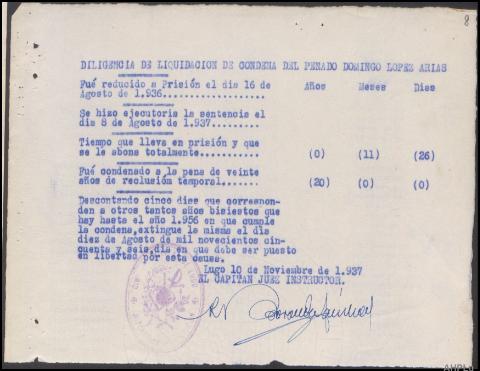 8
DILIGENCIA DE LIQUIDACION DE CONDENA DEL PENADO DOMINGO LOPEZ ARIAS
Fué reducido a Prisión el dia 16 de Años Meses Dias
Agosto de 1.936...................
Se hizo ejecutoria la sentencia el
dia 8 de Agosto de 1.937..........
Tiempo que lleva en prisión y que
se le abona totalmente........... (0) (11) (26)
Fué condenado a la pena de veinte
años de reclusión temporal....... (20) (0) (0)
Descontando cinco dias que correspon-
den a otros tantos años bisiestos que
hay hasta el año 1.956 en que cumple
la condena, extingue la misma el dia
diez de Agosto de mil novecientos cin-
cuenta y seis dia en que debe ser puesto
en libertad por esta causa.
Lugo 10 de Noviembre de 1.937
EL CAPITAN JUEZ INSTRUCTOR.